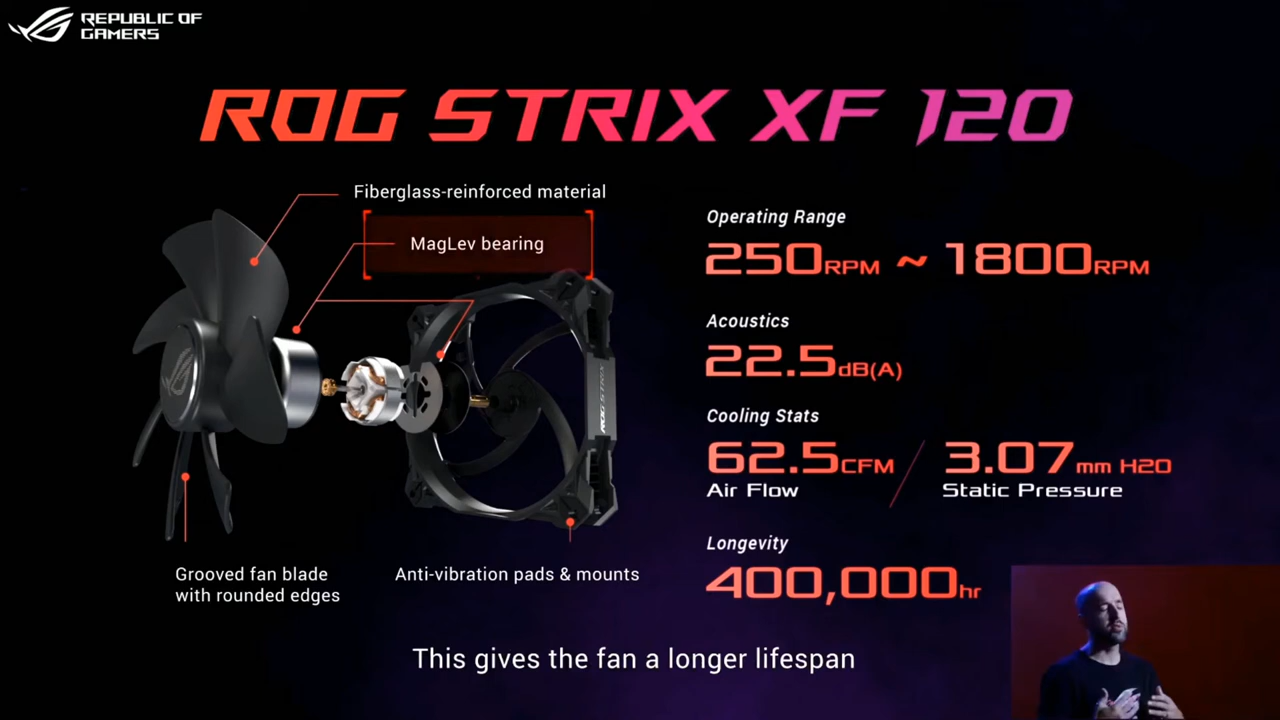 REPUBLIC OF
GAMERS
ROG STRIX XF 120
Fiberglass-reinforced material
MagLev bearing
Grooved fan blade
with rounded edges
Anti-vibration pads & mounts
ROG STRIX
Operating Range
250RPM ~ 1800RPM
Acoustics
22.5dB(A)
Cooling Stats
62.5CFM / 3.07mm H2O
Air Flow Static Pressure
Longevity
400,000hr
This gives the fan a longer lifespan